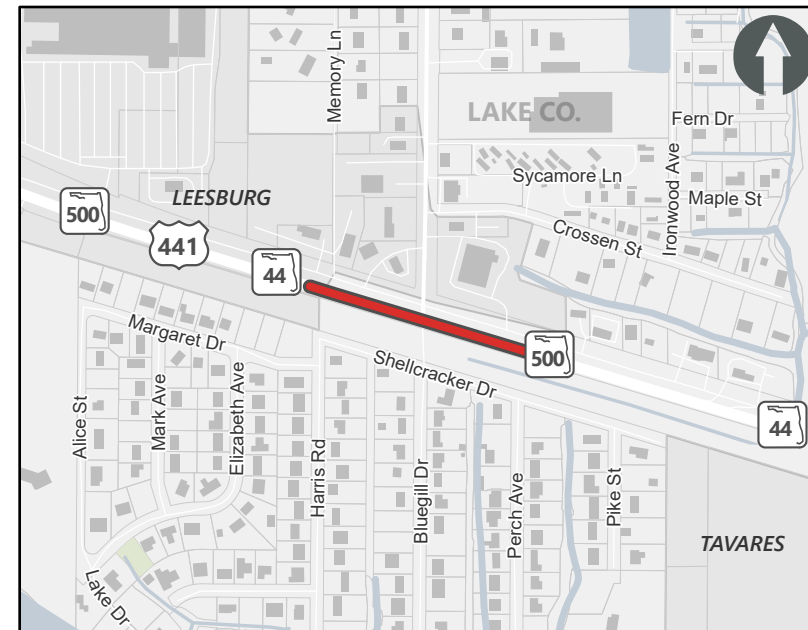 Memory Ln
LAKE CO.
Fern Dr
Sycamore Ln
Ironwood Ave
Maple St
LEESBURG
500
441
44
Crossen St
Margaret Dr
Shellcracker Dr
500
44
Alice St
Mark Ave
Elizabeth Ave
Harris Rd
Bluegill Dr
Perch Ave
Pike St
TAVARES
Lake Dr